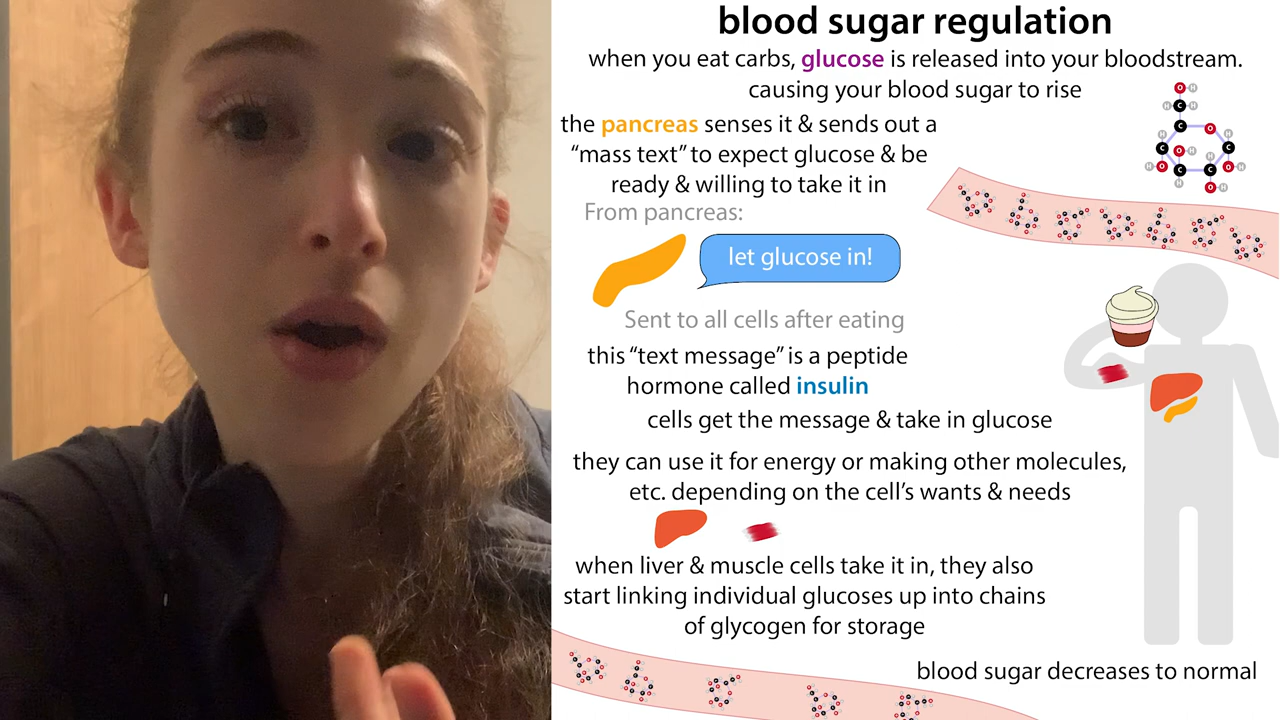 blood sugar regulation
when you eat carbs, glucose is released into your bloodstream.
causing your blood sugar to rise
the pancreas senses it & sends out a
“mass text” to expect glucose & be
ready & willing to take it in
From pancreas:
let glucose in!
Sent to all cells after eating
this “text message” is a peptide
hormone called insulin
cells get the message & take in glucose
they can use it for energy or making other molecules,
etc. depending on the cell’s wants & needs
when liver & muscle cells take it in, they also
start linking individual glucoses up into chains
of glycogen for storage
blood sugar decreases to normal